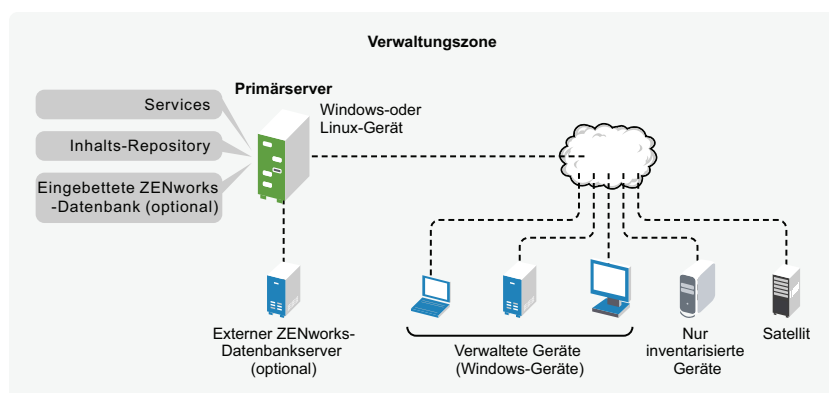 Verwaltungszone
Primärserver
Services
Windows-oder
Linux-Gerät
Inhalts-Repository
Eingebettete ZENworks
-Datenbank (optional)
Externer ZENworks-
Datenbankserver
(optional)
Verwaltete Geräte
(Windows-Geräte)
Nur
inventarisierte
Geräte
Satellit